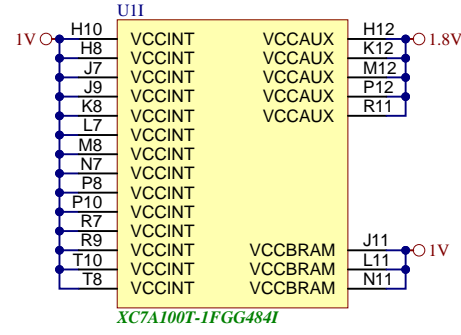 U1I
1V H10 VCCINT VCCAUX H12 1.8V
H8 VCCINT VCCAUX K12
J7 VCCINT VCCAUX M12
J9 VCCINT VCCAUX P12
K8 VCCINT VCCAUX R11
L7 VCCINT
M8 VCCINT
N7 VCCINT
P8 VCCINT
P10 VCCINT
R7 VCCINT
R9 VCCINT VCCBRAM J11 1V
T10 VCCINT VCCBRAM L11
T8 VCCINT VCCBRAM N11
XC7A100T-1FGG484I